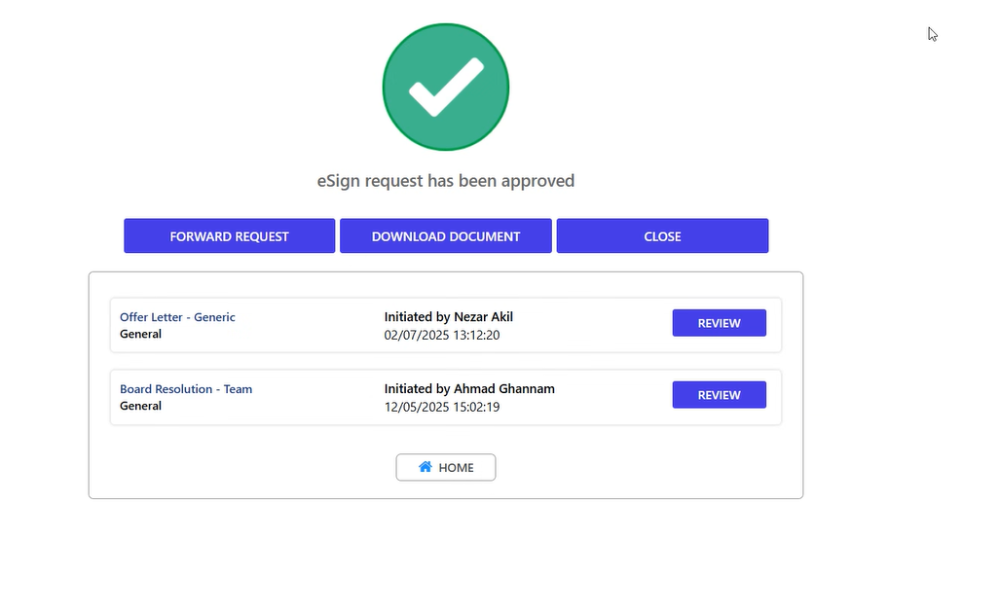 eSign request has been approved
FORWARD REQUEST
DOWNLOAD DOCUMENT
CLOSE
Offer Letter - Generic
General
Initiated by Nezar Akil
02/07/2025 13:12:20
REVIEW
Board Resolution - Team
General
Initiated by Ahmad Ghannam
12/05/2025 15:02:19
REVIEW
HOME